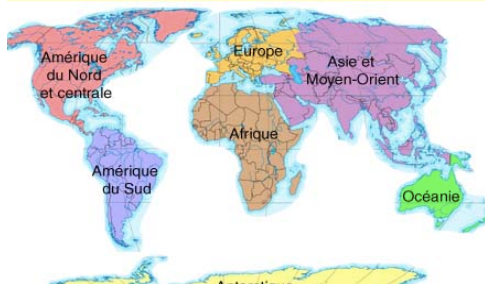 Amérique
du Nord
et centrale
Europe
Asie et
Moyen-Orient
Afrique
Amérique
du Sud
Océanie